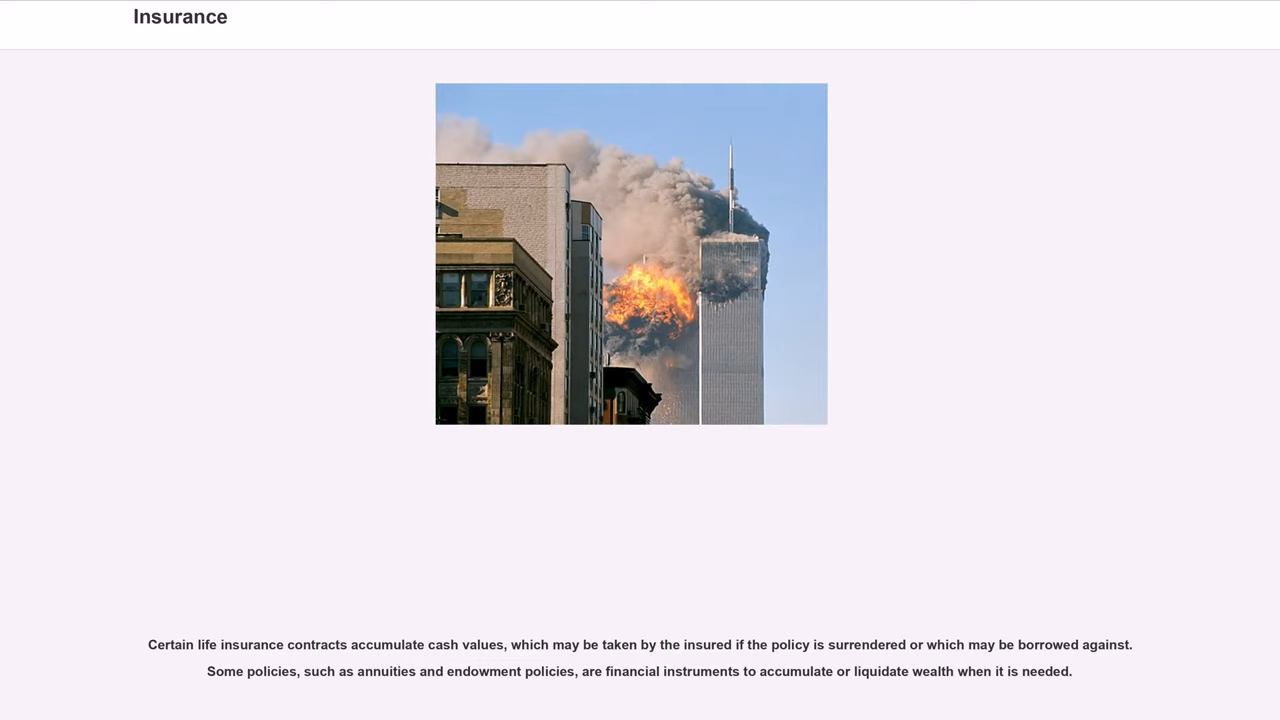 Insurance
Certain life insurance contracts accumulate cash values, which may be taken by the insured if the policy is surrendered or which may be borrowed against.
Some policies, such as annuities and endowment policies, are financial instruments to accumulate or liquidate wealth when it is needed.